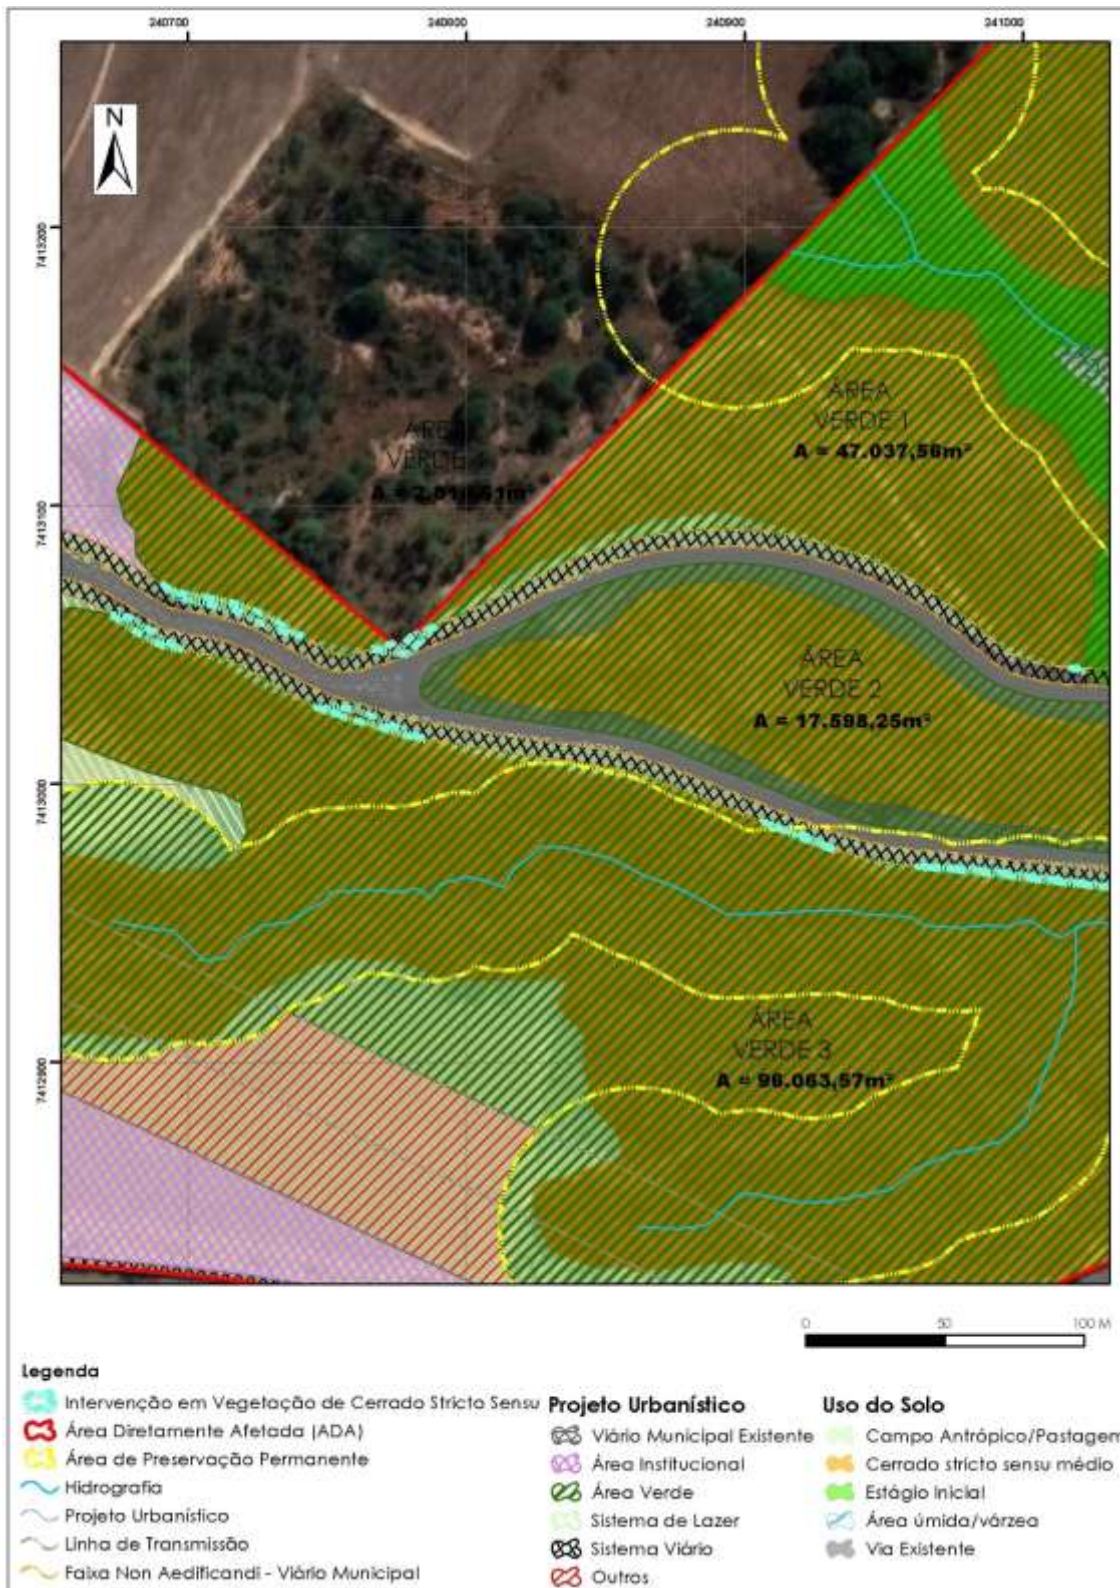 240700
240800
240900
241000
N
7413200
7413100
7413000
7412900
ÁREA
VERDE 1
A = 47.037,56m²
VERDE
ÁREA
VERDE 2
A = 17.598,25m²
ÁREA
VERDE 3
A = 96.063,57m²
0 50 100 M
Legenda
Intervenção em Vegetação de Cerrado Stricto Sensu
Área Diretamente Afetada (ADA)
Área de Preservação Permanente
Hidrografia
Projeto Urbanístico
Linha de Transmissão
Faixa Non Aedificandi - Viário Municipal
Projeto Urbanístico
Viário Municipal Existente
Área Institucional
Área Verde
Sistema de Lazer
Sistema Viário
Outros
Uso do Solo
Campo Antrópico/Pastagem
Cerrado stricto sensu médio
Estágio Inicial
Área úmida/várzea
Via Existente